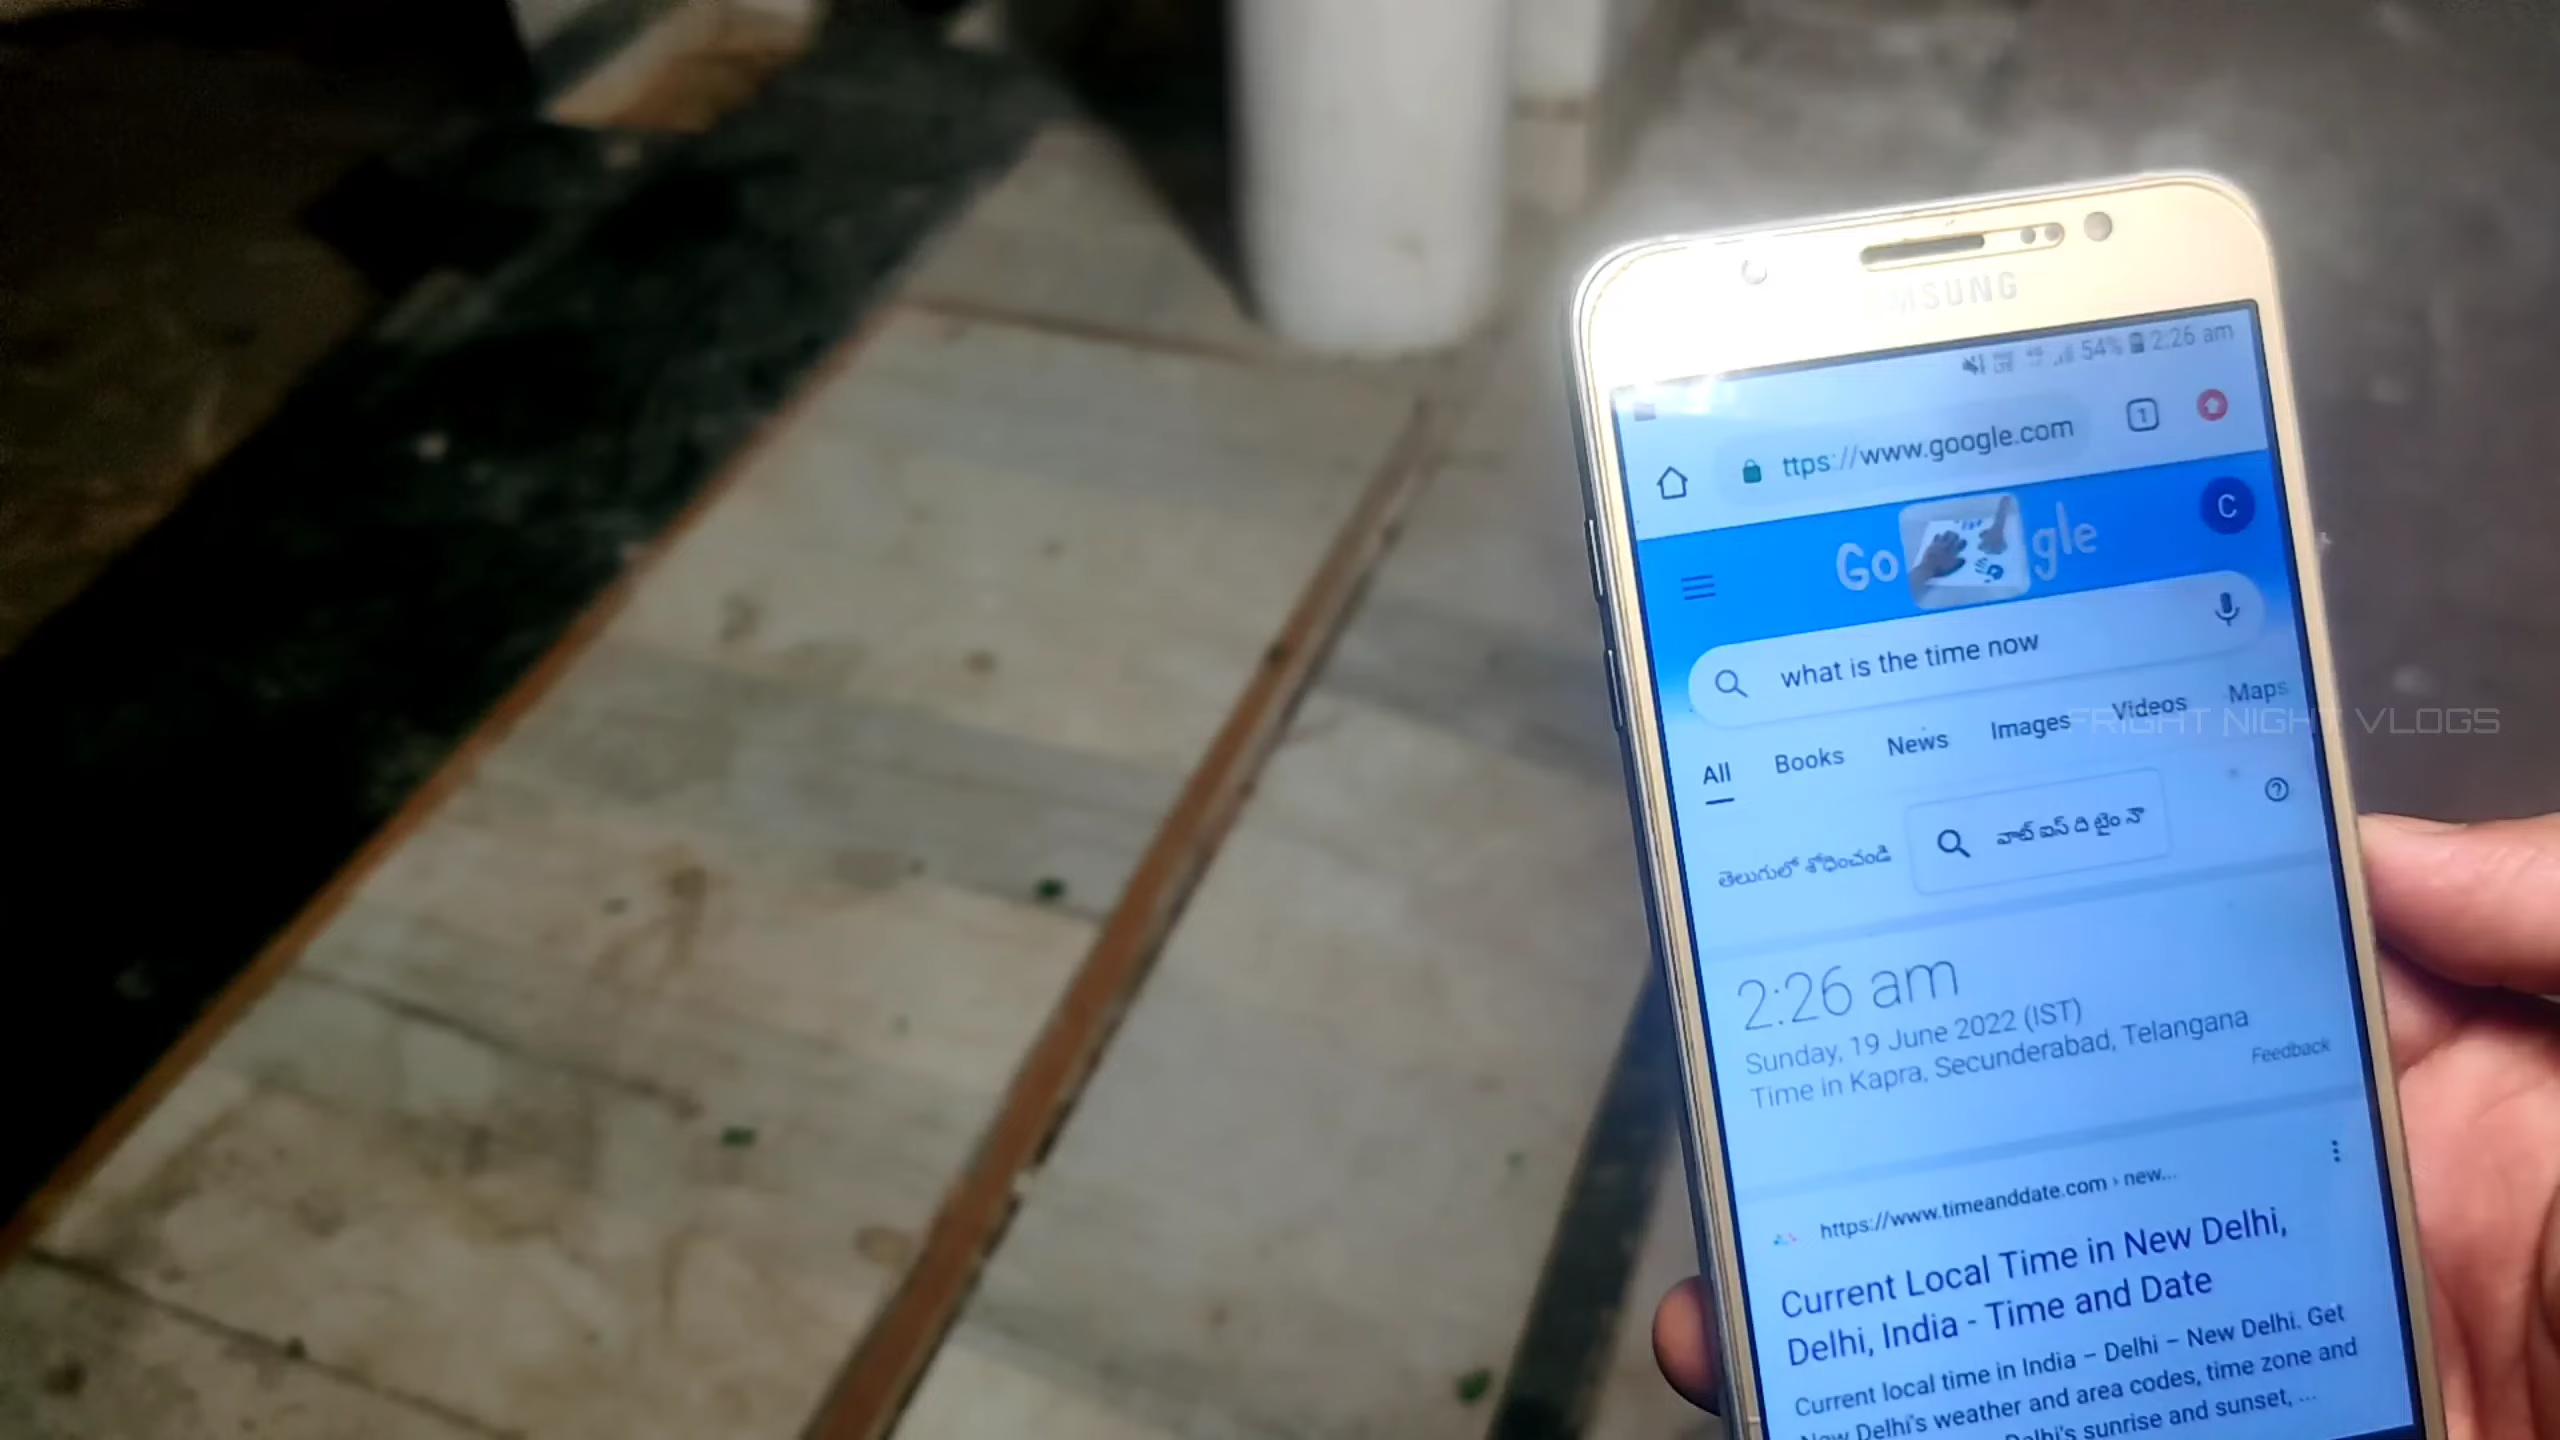 SAMSUNG
54% 2:26 am
ttps://www.google.com 1
Go gle C
what is the time now
All Books News Images Videos Maps
FRIGHT NIGHT VLOGS
తెలుగులో శోధించండి వాట్ ఐస్ ది టైం నౌ
2:26 am
Sunday, 19 June 2022 (IST)
Time in Kapra, Secunderabad, Telangana
Feedback
https://www.timeanddate.com › new...
Current Local Time in New Delhi,
Delhi, India - Time and Date
Current local time in India – Delhi – New Delhi. Get
New Delhi's weather and area codes, time zone and
Delhi's sunrise and sunset, ...